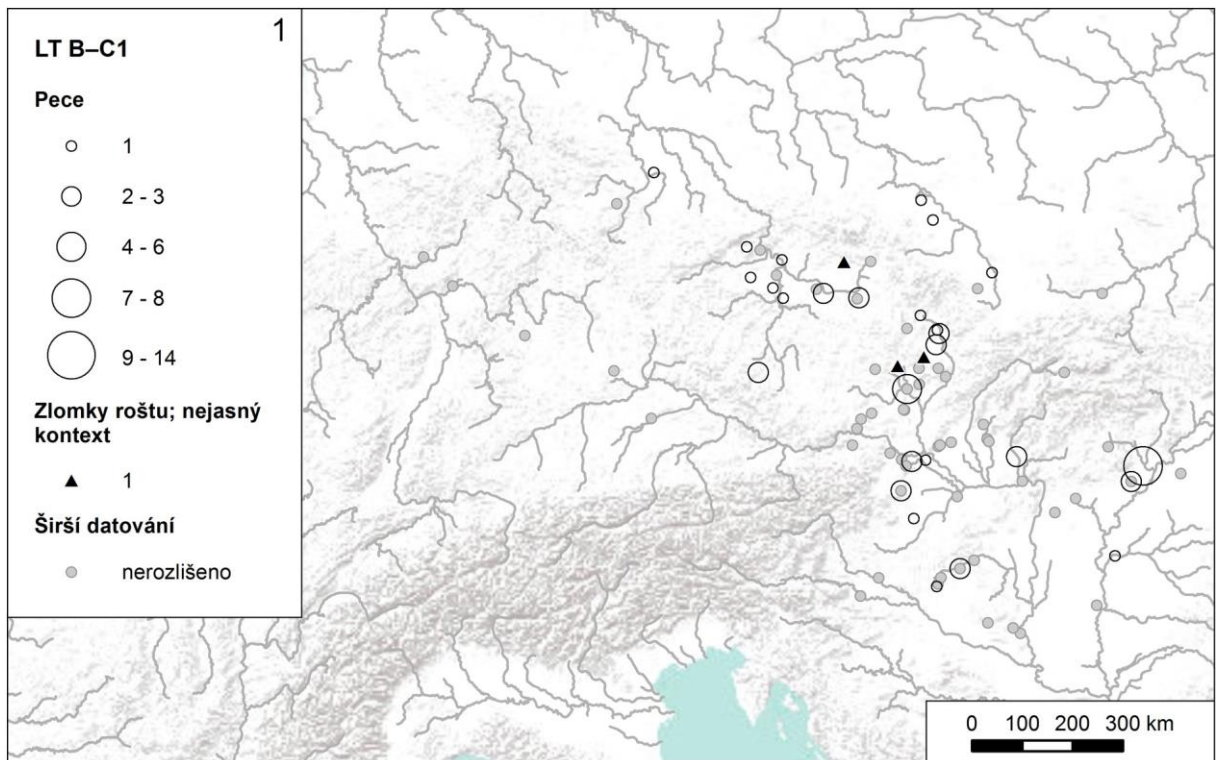 1
LT B–C1
Pece
1
2 - 3
4 - 6
7 - 8
9 - 14
Zlomky roštu; nejasný
kontext
1
Širší datování
nerozlišeno
0 100 200 300 km